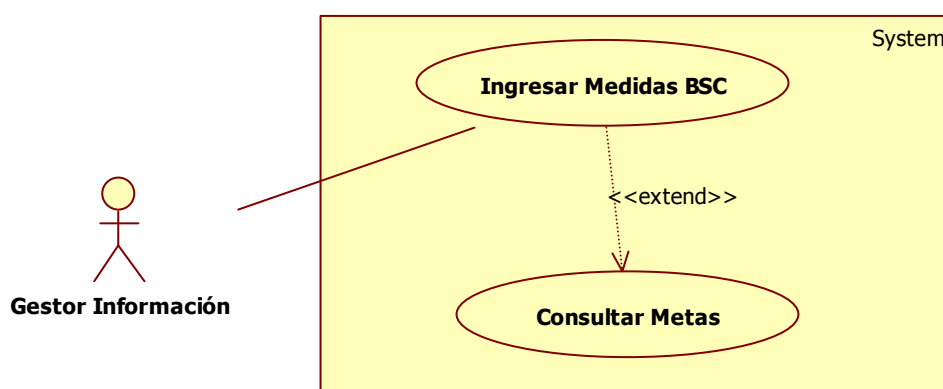 System
Ingresar Medidas BSC
<<extend>>
Gestor Información
Consultar Metas